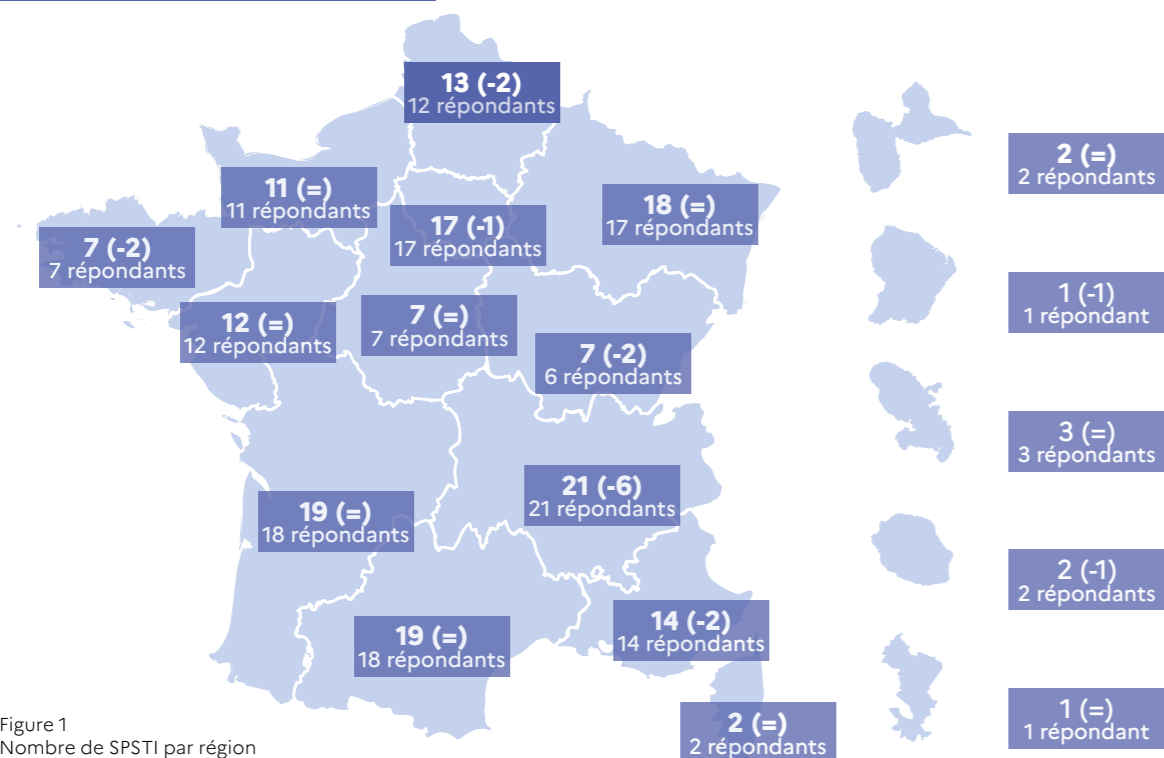 13 (-2)
12 répondants
11 (=)
11 répondants
17 (-1)
17 répondants
18 (=)
17 répondants
7 (-2)
7 répondants
12 (=)
12 répondants
7 (=)
7 répondants
7 (-2)
6 répondants
21 (-6)
21 répondants
19 (=)
18 répondants
19 (=)
18 répondants
14 (-2)
14 répondants
2 (=)
2 répondants
2 (=)
2 répondants
1 (-1)
1 répondant
3 (=)
3 répondants
2 (-1)
2 répondants
1 (=)
1 répondant
Figure 1
Nombre de SPSTI par région